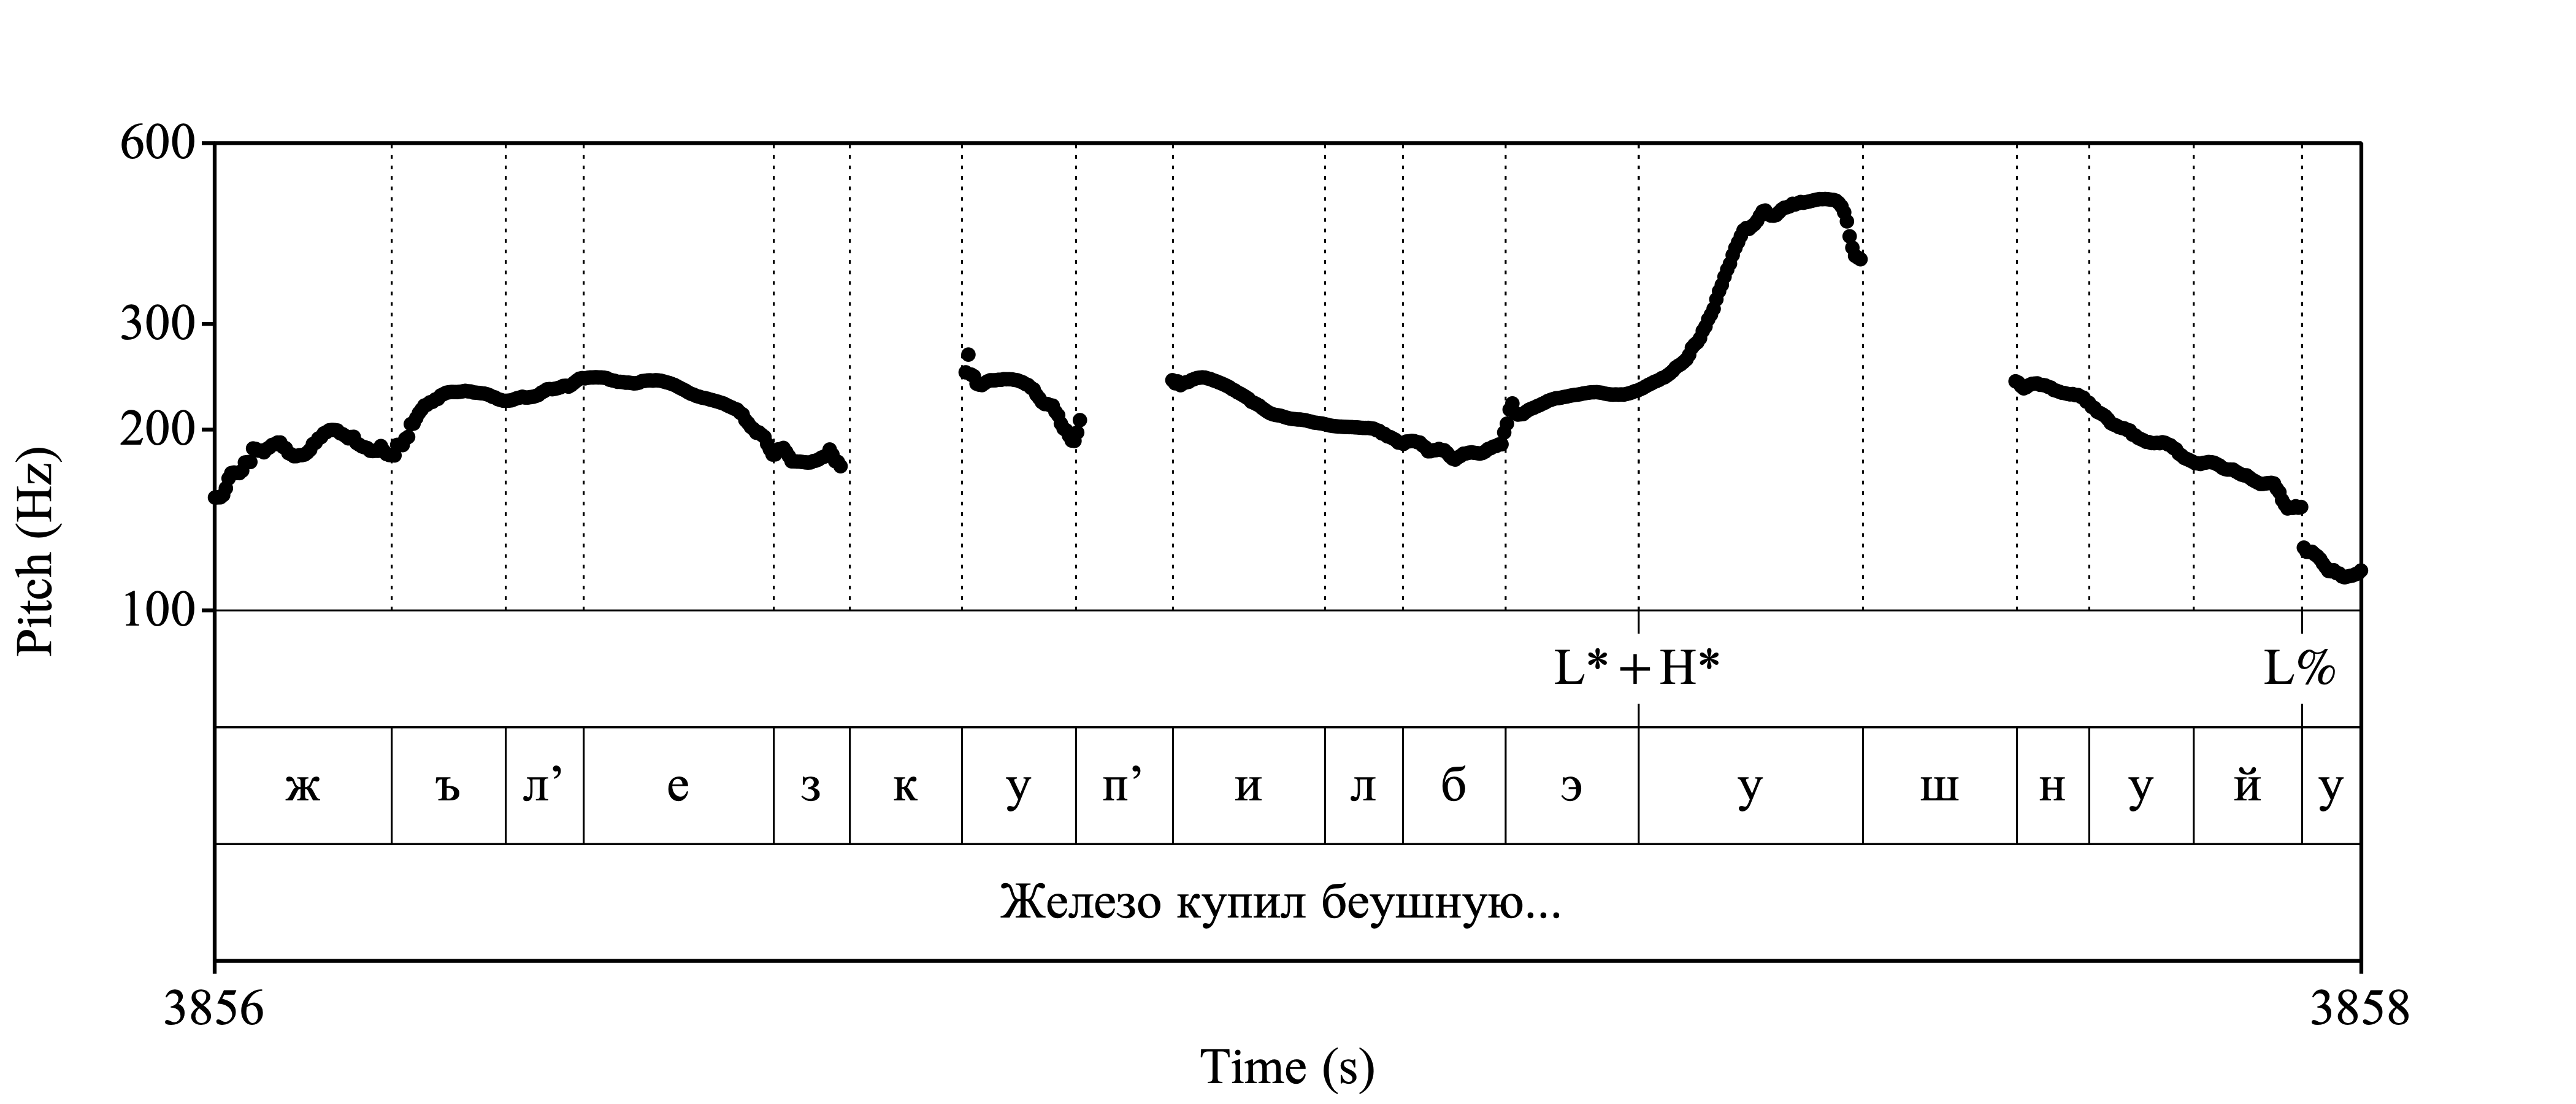 600
300
200
100
Pitch (Hz)
L*+H* L%
ж ъ л’ е з к у п’ и л б э у ш н у й у
Железо купил беушную...
3856 3858
Time (s)